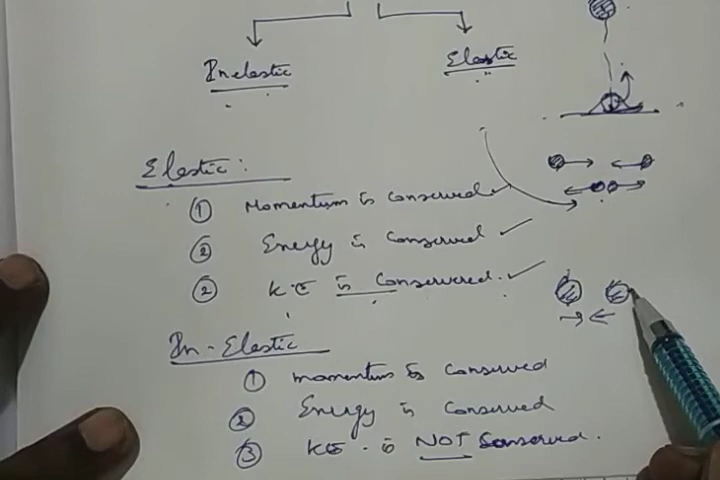 Inelastic Elastic
Elastic:
① Momentum is conserved
② Energy is conserved
② K.E is conserved.
In-Elastic
① momentum is conserved
② Energy is conserved
③ KE is NOT conserved.